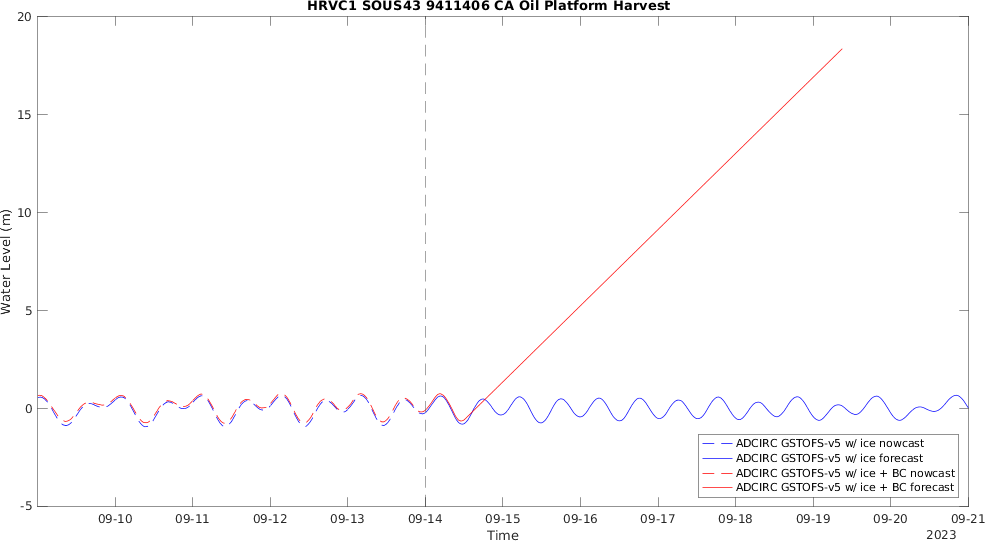 HRVC1 SOUS43 9411406 CA Oil Platform Harvest
20
15
10
5
0
-5
Water Level (m)
ADCIRC GSTOFS-v5 w/ ice nowcast
ADCIRC GSTOFS-v5 w/ ice forecast
ADCIRC GSTOFS-v5 w/ ice + BC nowcast
ADCIRC GSTOFS-v5 w/ ice + BC forecast
09-10 09-11 09-12 09-13 09-14 09-15 09-16 09-17 09-18 09-19 09-20 09-21
Time
2023